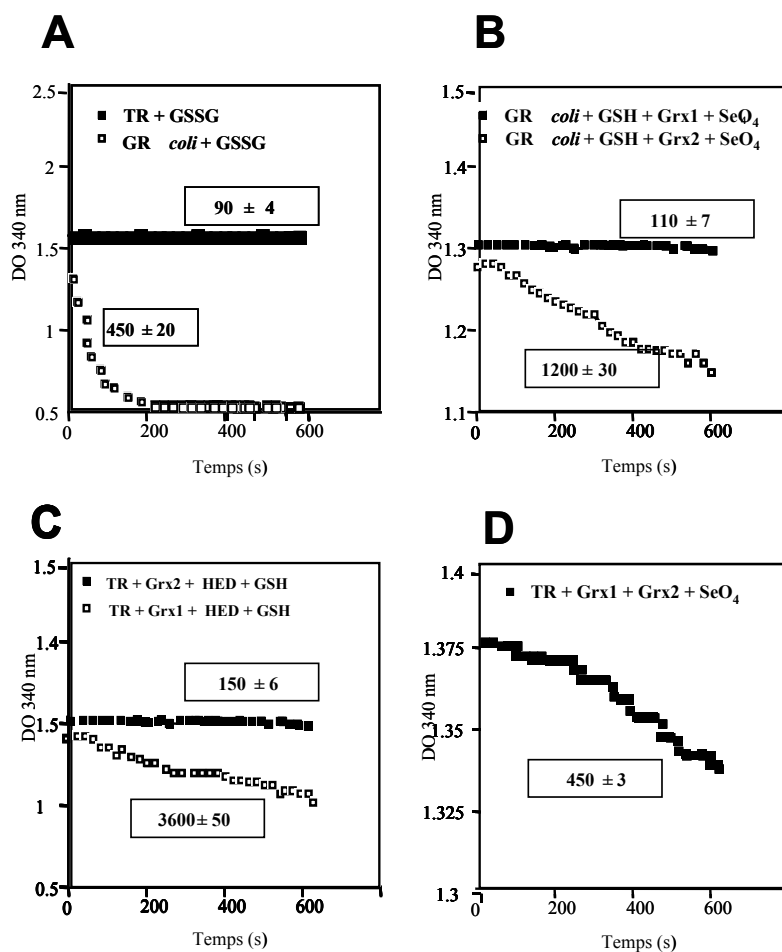 A
2.5
2
1.5
1
0.5
DO 340 nm
■ TR + GSSG
□ GR coli + GSSG
90 ± 4
450 ± 20
0 200 400 600
Temps (s)
B
1.5
1.4
1.3
1.2
1.1
DO 340 nm
■ GR coli + GSH + Grx1 + SeO4
□ GR coli + GSH + Grx2 + SeO4
110 ± 7
1200 ± 30
0 200 400 600
Temps (s)
C
1.5
1.4
1.5
1
0.5
DO 340 nm
■ TR + Grx2 + HED + GSH
□ TR + Grx1 + HED + GSH
150 ± 6
3600 ± 50
0 200 400 600
Temps (s)
D
1.4
1.375
1.35
1.325
1.3
DO 340 nm
■ TR + Grx1 + Grx2 + SeO4
450 ± 3
0 200 400 600
Temps (s)